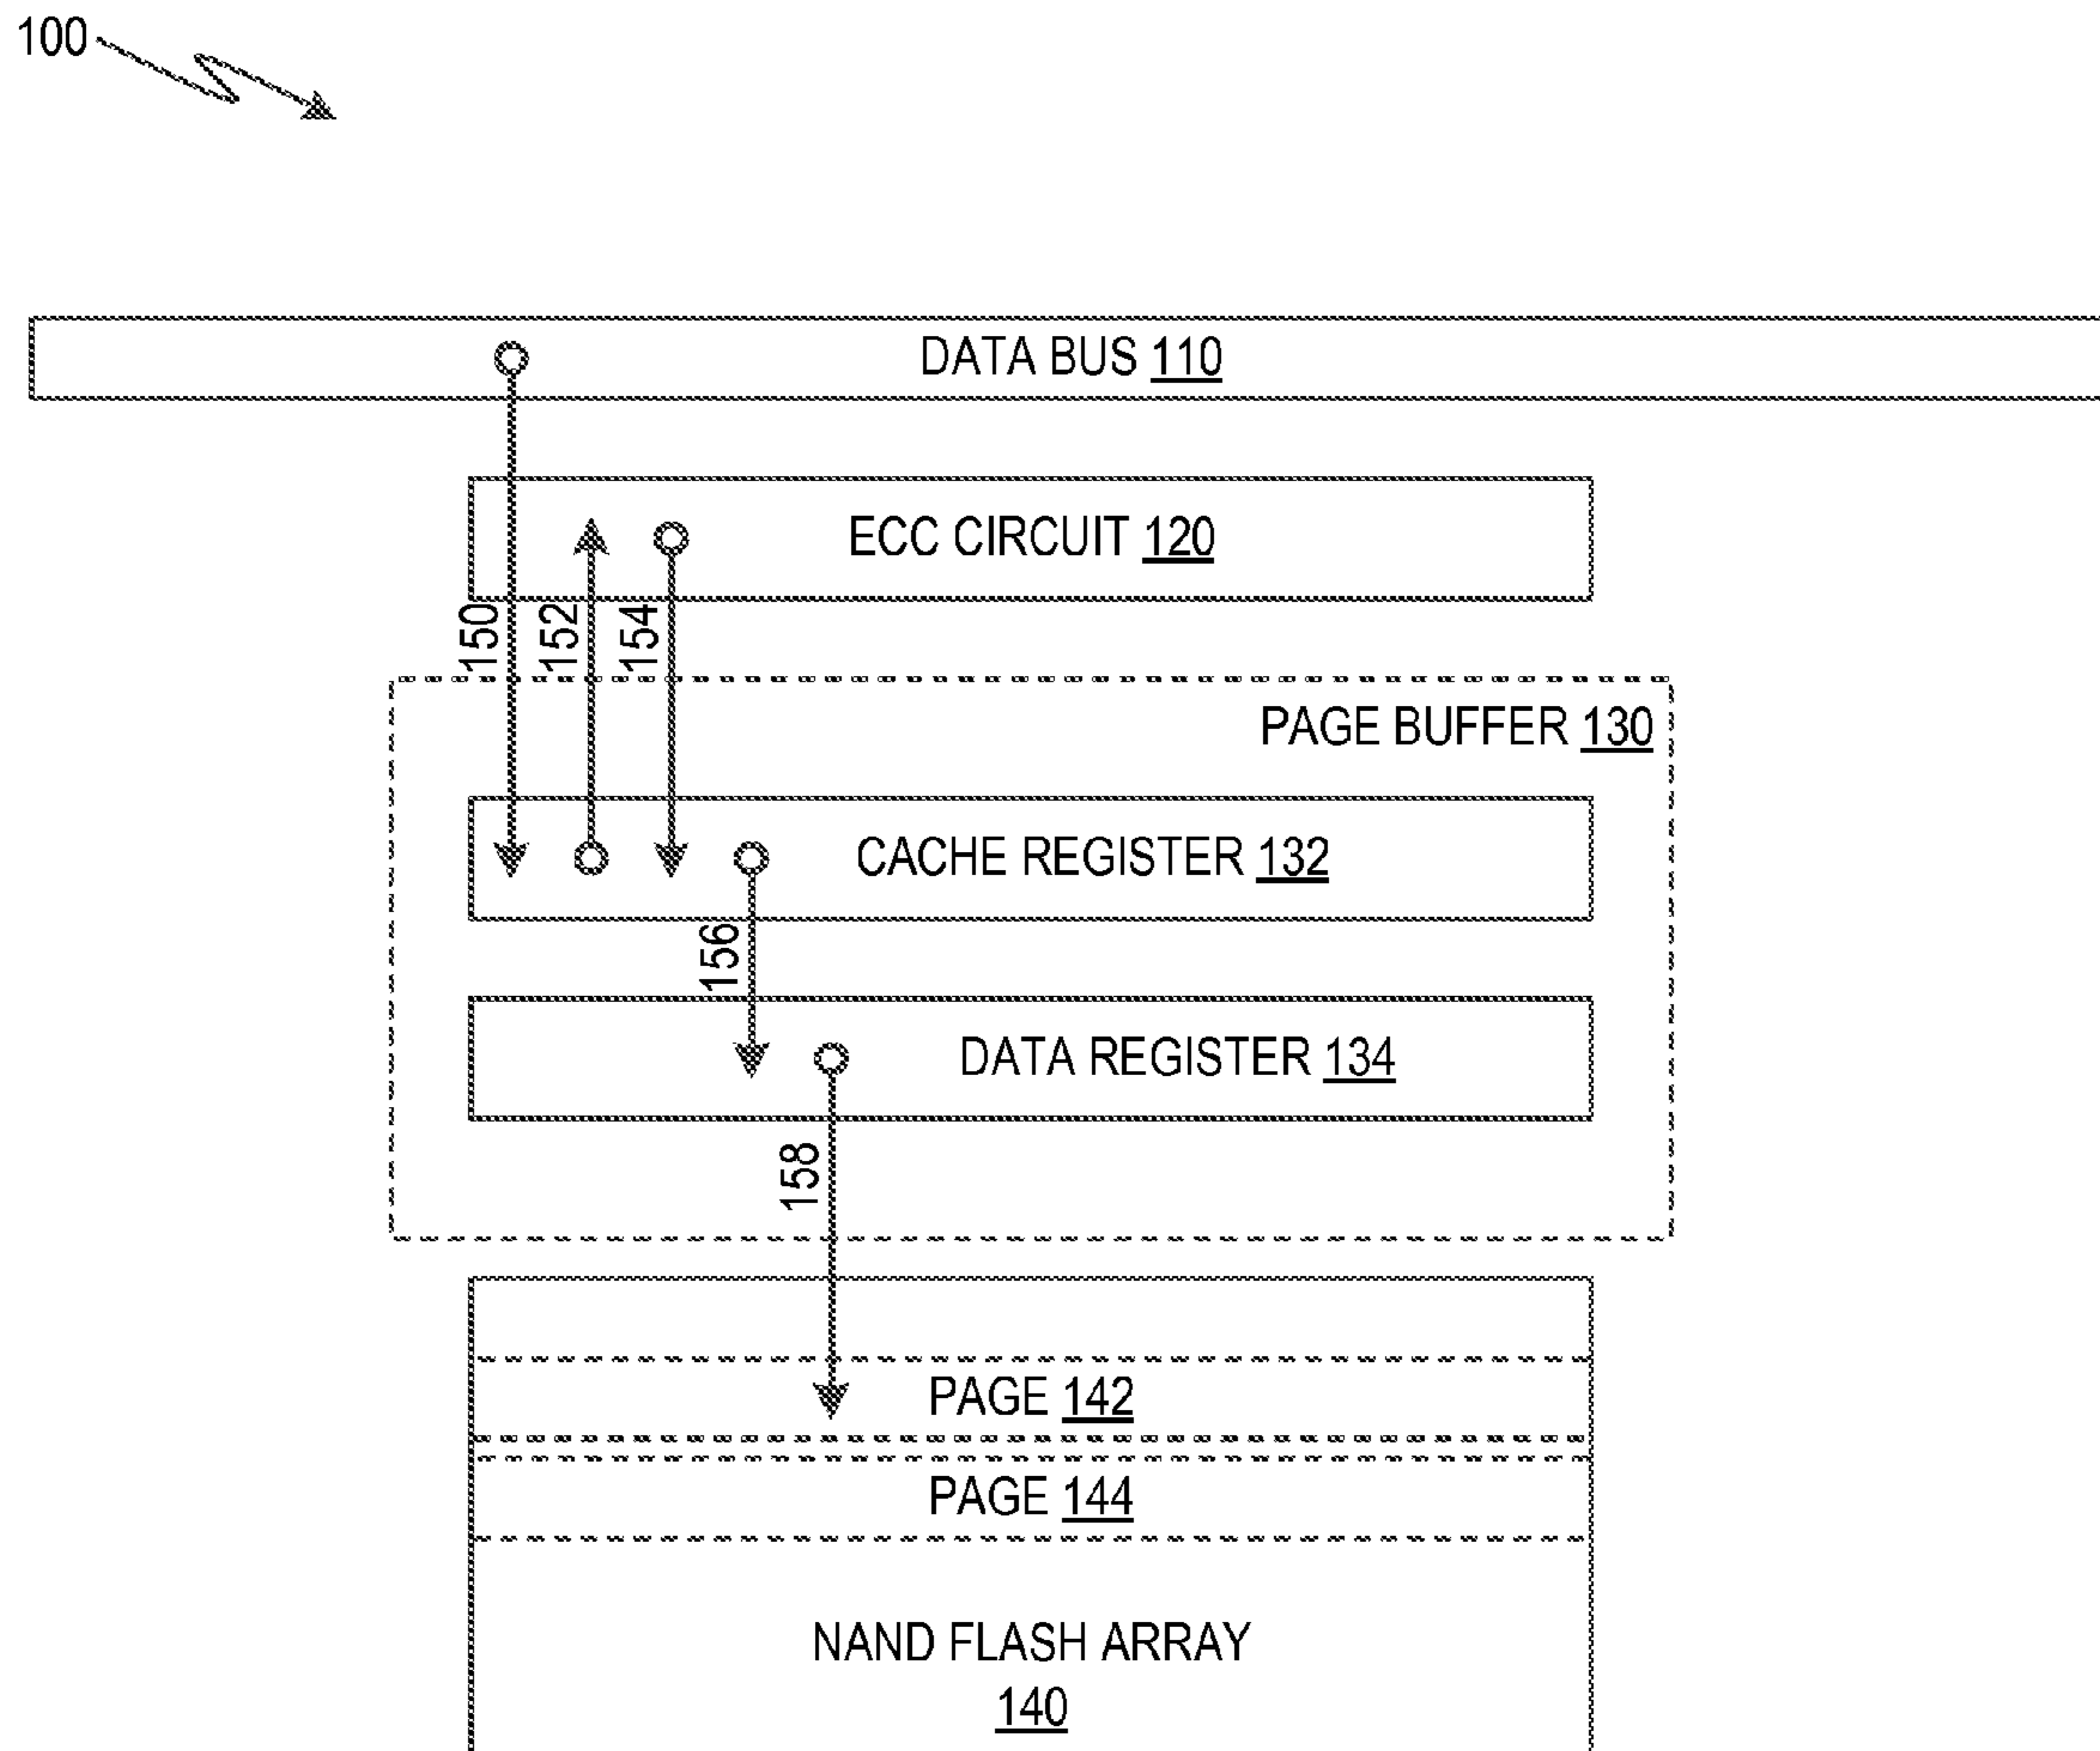 100
DATA BUS 110
ECC CIRCUIT 120
150
152
154
PAGE BUFFER 130
CACHE REGISTER 132
156
DATA REGISTER 134
158
PAGE 142
PAGE 144
NAND FLASH ARRAY
140